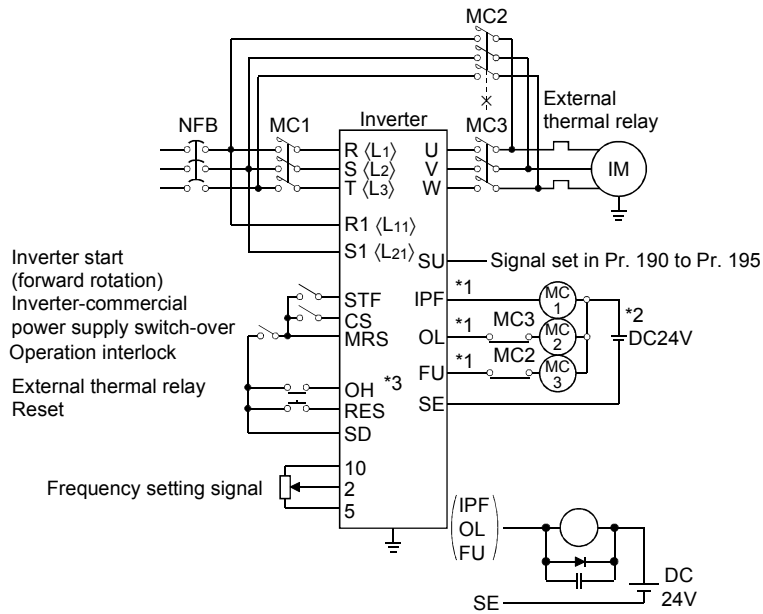 MC2
Inverter
External
thermal relay
NFB
MC1
MC3
R ⟨L1⟩
S ⟨L2⟩
T ⟨L3⟩
U
V
W
IM
R1 ⟨L11⟩
S1 ⟨L21⟩
SU
Signal set in Pr. 190 to Pr. 195
Inverter start
(forward rotation)
Inverter-commercial
power supply switch-over
Operation interlock
External thermal relay
Reset
STF
CS
MRS
OH *3
RES
SD
IPF
*1
MC
1
OL
*1
MC3
MC
2
FU
*1
MC2
MC
3
SE
*2
DC24V
Frequency setting signal
10
2
5
(IPF
OL
FU)
SE
DC
24V